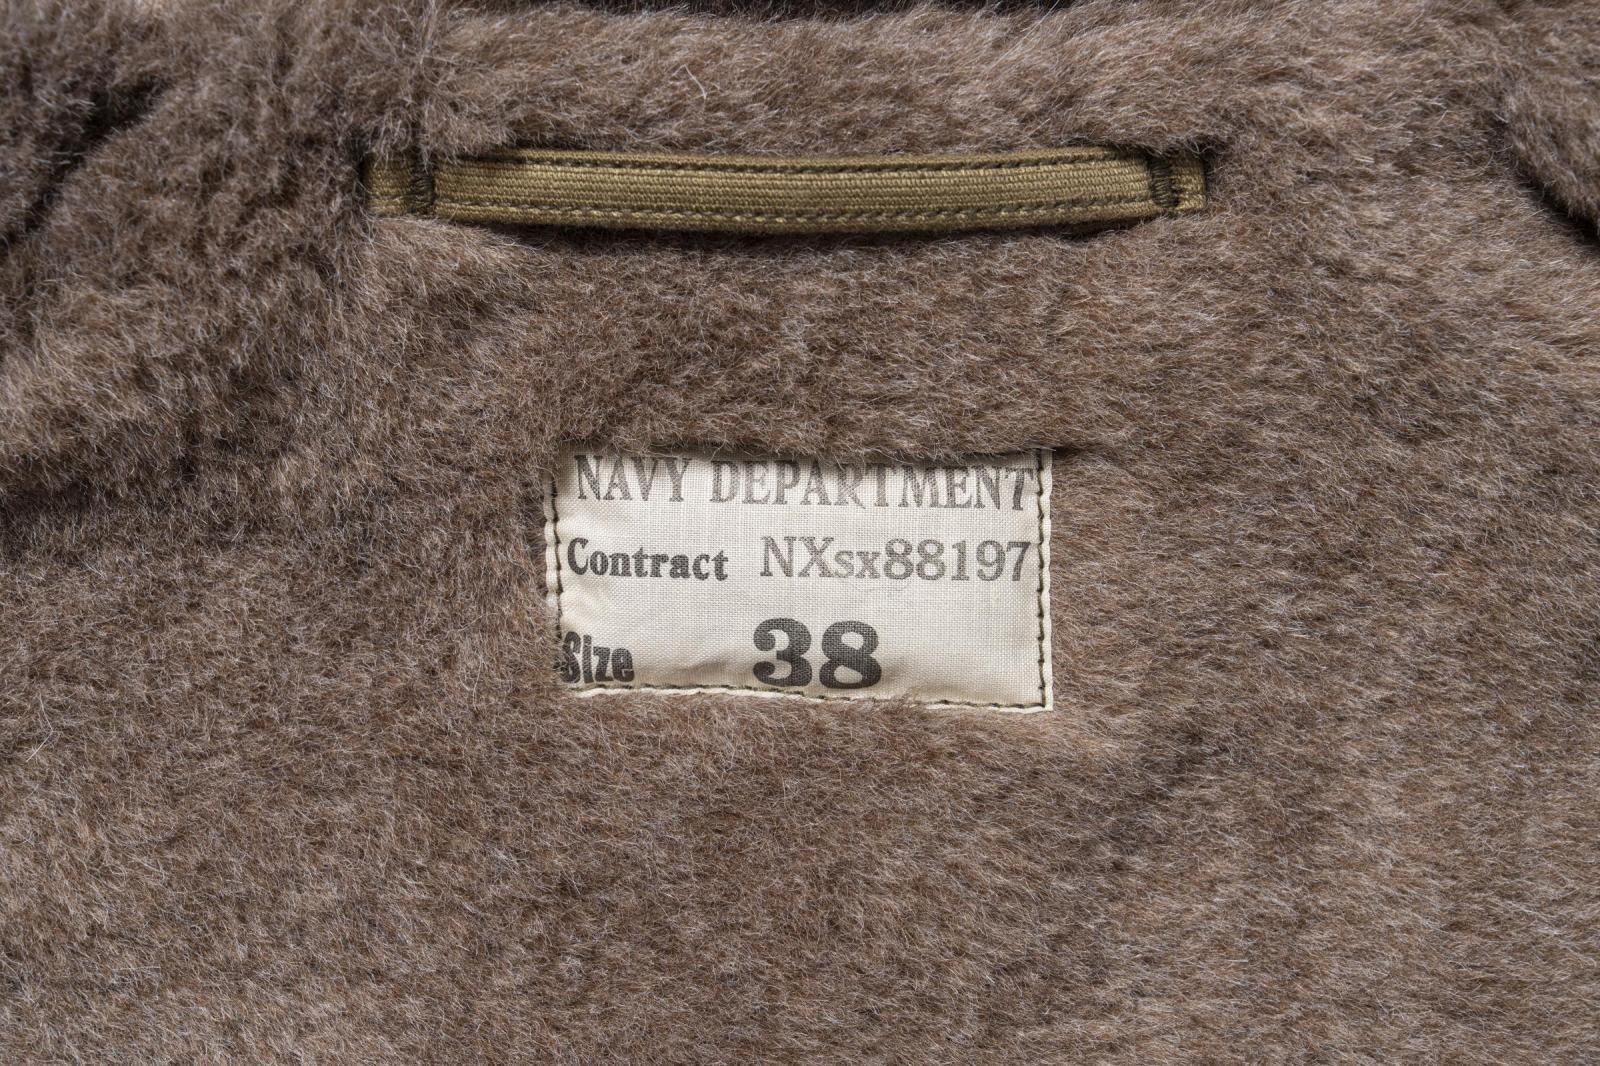 NAVY DEPARTMENT
Contract NXsx88197
Size 38